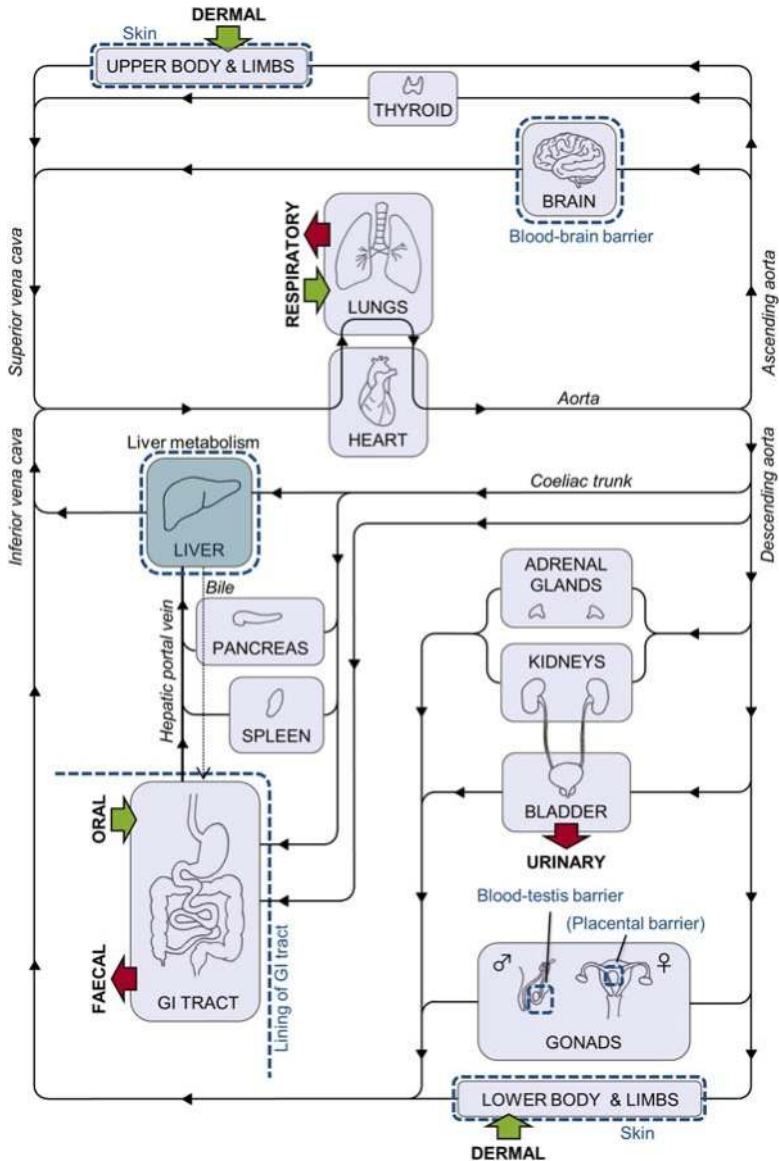 DERMAL
Skin
UPPER BODY & LIMBS
THYROID
BRAIN
Blood-brain barrier
RESPIRATORY
LUNGS
Superior vena cava
Ascending aorta
HEART
Aorta
Inferior vena cava
Descending aorta
Liver metabolism
LIVER
Coeliac trunk
Hepatic portal vein
Bile
PANCREAS
SPLEEN
ADRENAL
GLANDS
KIDNEYS
BLADDER
URINARY
ORAL
FAECAL
GI TRACT
Lining of GI tract
Blood-testis barrier
(Placental barrier)
♂
♀
GONADS
LOWER BODY & LIMBS
Skin
DERMAL